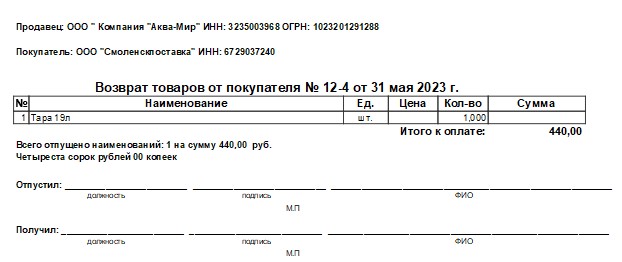 Продавец: ООО " Компания "Аква-Мир" ИНН: 3235003968 ОГРН: 1023201291288
Покупатель: ООО "Смоленскпоставка" ИНН: 6729037240
Возврат товаров от покупателя № 12-4 от 31 мая 2023 г.
№ Наименование Ед. Цена Кол-во Сумма
1 Тара 19л шт. 1,000
Итого к оплате: 440,00
Всего отпущено наименований: 1 на сумму 440,00 руб.
Четыреста сорок рублей 00 копеек
Отпустил:
должность подпись ФИО
М.П
Получил:
должность подпись ФИО
М.П